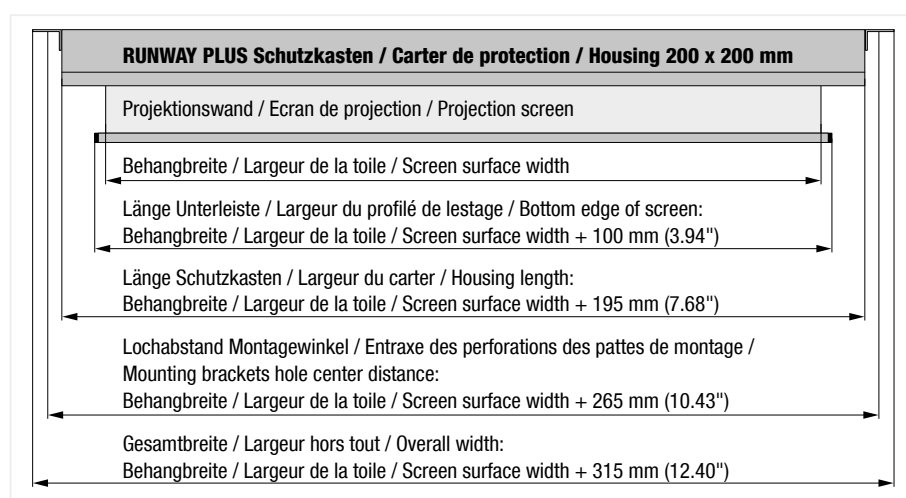 RUNWAY PLUS Schutzkasten / Carter de protection / Housing 200 x 200 mm
Projektionswand / Ecran de projection / Projection screen
Behangbreite / Largeur de la toile / Screen surface width
Länge Unterleiste / Largeur du profilé de lestage / Bottom edge of screen:
Behangbreite / Largeur de la toile / Screen surface width + 100 mm (3.94")
Länge Schutzkasten / Largeur du carter / Housing length:
Behangbreite / Largeur de la toile / Screen surface width + 195 mm (7.68")
Lochabstand Montagewinkel / Entraxe des perforations des pattes de montage /
Mounting brackets hole center distance:
Behangbreite / Largeur de la toile / Screen surface width + 265 mm (10.43")
Gesamtbreite / Largeur hors tout / Overall width:
Behangbreite / Largeur de la toile / Screen surface width + 315 mm (12.40")